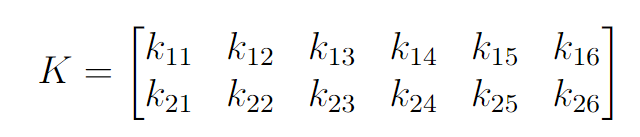 K = [k₁₁ k₁₂ k₁₃ k₁₄ k₁₅ k₁₆
k₂₁ k₂₂ k₂₃ k₂₄ k₂₅ k₂₆]